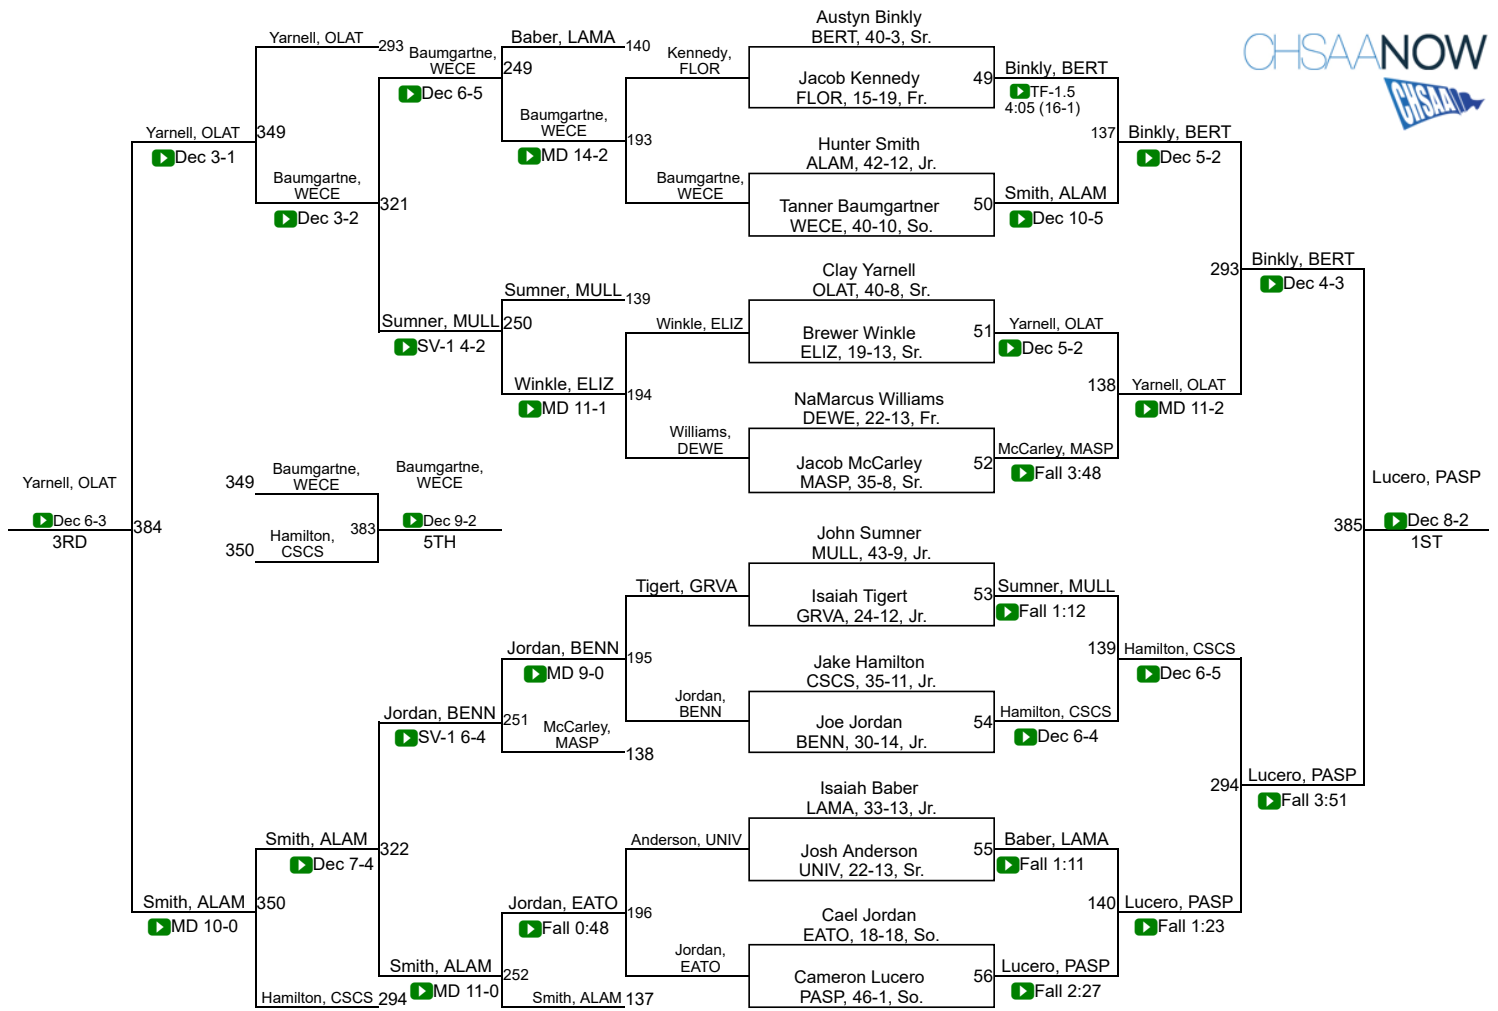 CHSAANOW
CHSAA
Austyn Binkly
BERT, 40-3, Sr.
Jacob Kennedy
FLOR, 15-19, Fr.
49
Hunter Smith
ALAM, 42-12, Jr.
Tanner Baumgartner
WECE, 40-10, So.
50
Clay Yarnell
OLAT, 40-8, Sr.
Brewer Winkle
ELIZ, 19-13, Sr.
51
NaMarcus Williams
DEWE, 22-13, Fr.
Jacob McCarley
MASP, 35-8, Sr.
52
John Sumner
MULL, 43-9, Jr.
Isaiah Tigert
GRVA, 24-12, Jr.
53
Jake Hamilton
CSCS, 35-11, Jr.
Joe Jordan
BENN, 30-14, Jr.
54
Isaiah Baber
LAMA, 33-13, Jr.
Josh Anderson
UNIV, 22-13, Sr.
55
Cael Jordan
EATO, 18-18, So.
Cameron Lucero
PASP, 46-1, So.
56
Binkly, BERT
TF-1.5
4:05 (16-1)
137
Smith, ALAM
Dec 10-5
Yarnell, OLAT
Dec 5-2
138
McCarley, MASP
Fall 3:48
Sumner, MULL
Fall 1:12
139
Hamilton, CSCS
Dec 6-4
Baber, LAMA
Fall 1:11
140
Lucero, PASP
Fall 2:27
Binkly, BERT
Dec 5-2
293
Yarnell, OLAT
MD 11-2
Hamilton, CSCS
Dec 6-5
294
Lucero, PASP
Fall 1:23
Binkly, BERT
Dec 4-3
385
Lucero, PASP
Fall 3:51
Lucero, PASP
Dec 8-2
1ST
Kennedy,
FLOR
193
Baumgartne,
WECE
Winkle, ELIZ
194
Williams,
DEWE
Tigert, GRVA
195
Jordan,
BENN
Anderson, UNIV
196
Jordan,
EATO
Baber, LAMA
140
249
Baumgartne,
WECE
MD 14-2
Sumner, MULL
139
250
Winkle, ELIZ
MD 11-1
Jordan, BENN
MD 9-0
251
McCarley,
MASP
138
Jordan, EATO
Fall 0:48
252
Smith, ALAM
137
Baumgartne,
WECE
Dec 6-5
321
Sumner, MULL
SV-1 4-2
Jordan, BENN
SV-1 6-4
322
Smith, ALAM
MD 11-0
Yarnell, OLAT
293
349
Baumgartne,
WECE
Dec 3-2
Smith, ALAM
Dec 7-4
350
Hamilton, CSCS
294
Yarnell, OLAT
Dec 3-1
384
Smith, ALAM
MD 10-0
Yarnell, OLAT
Dec 6-3
3RD
349
Baumgartne,
WECE
383
350
Hamilton,
CSCS
Baumgartne,
WECE
Dec 9-2
5TH